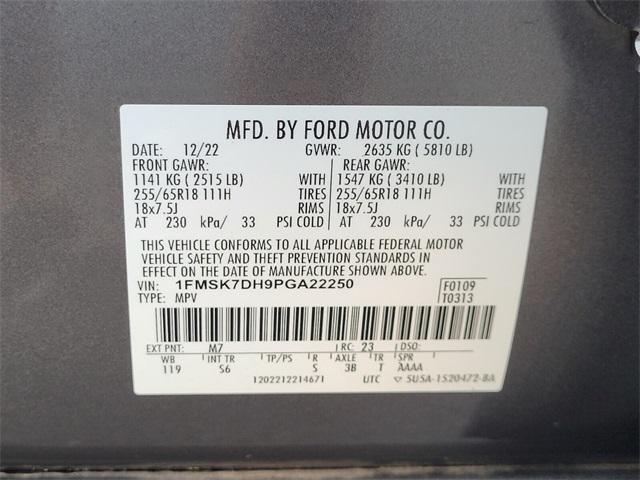 MFD. BY FORD MOTOR CO.
DATE: 12/22 GVWR: 2635 KG ( 5810 LB)
FRONT GAWR: REAR GAWR:
1141 KG ( 2515 LB) WITH 1547 KG ( 3410 LB) WITH
255/65R18 111H TIRES 255/65R18 111H TIRES
18x7.5J RIMS 18x7.5J RIMS
AT 230 kPa/ 33 PSI COLD AT 230 kPa/ 33 PSI COLD
THIS VEHICLE CONFORMS TO ALL APPLICABLE FEDERAL MOTOR
VEHICLE SAFETY AND THEFT PREVENTION STANDARDS IN
EFFECT ON THE DATE OF MANUFACTURE SHOWN ABOVE.
VIN: 1FMSK7DH9PGA22250 F0109
TYPE: MPV T0313
EXT PNT: M7 RC: 23 DSO:
WB INT TR TP/PS R AXLE TR SPR
119 S6 S 3B T AAAA
1202212214671 UTC ▽ 5U5A-1520472-BA